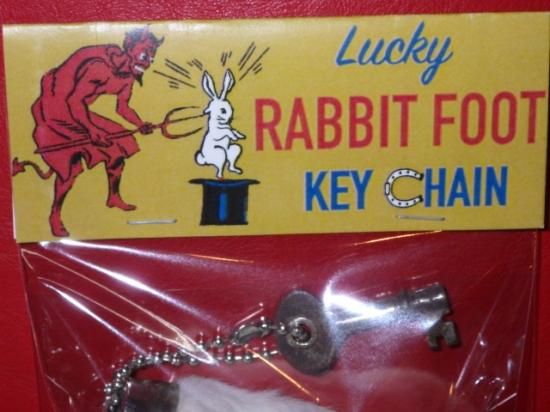 Lucky
RABBIT FOOT
KEY CHAIN